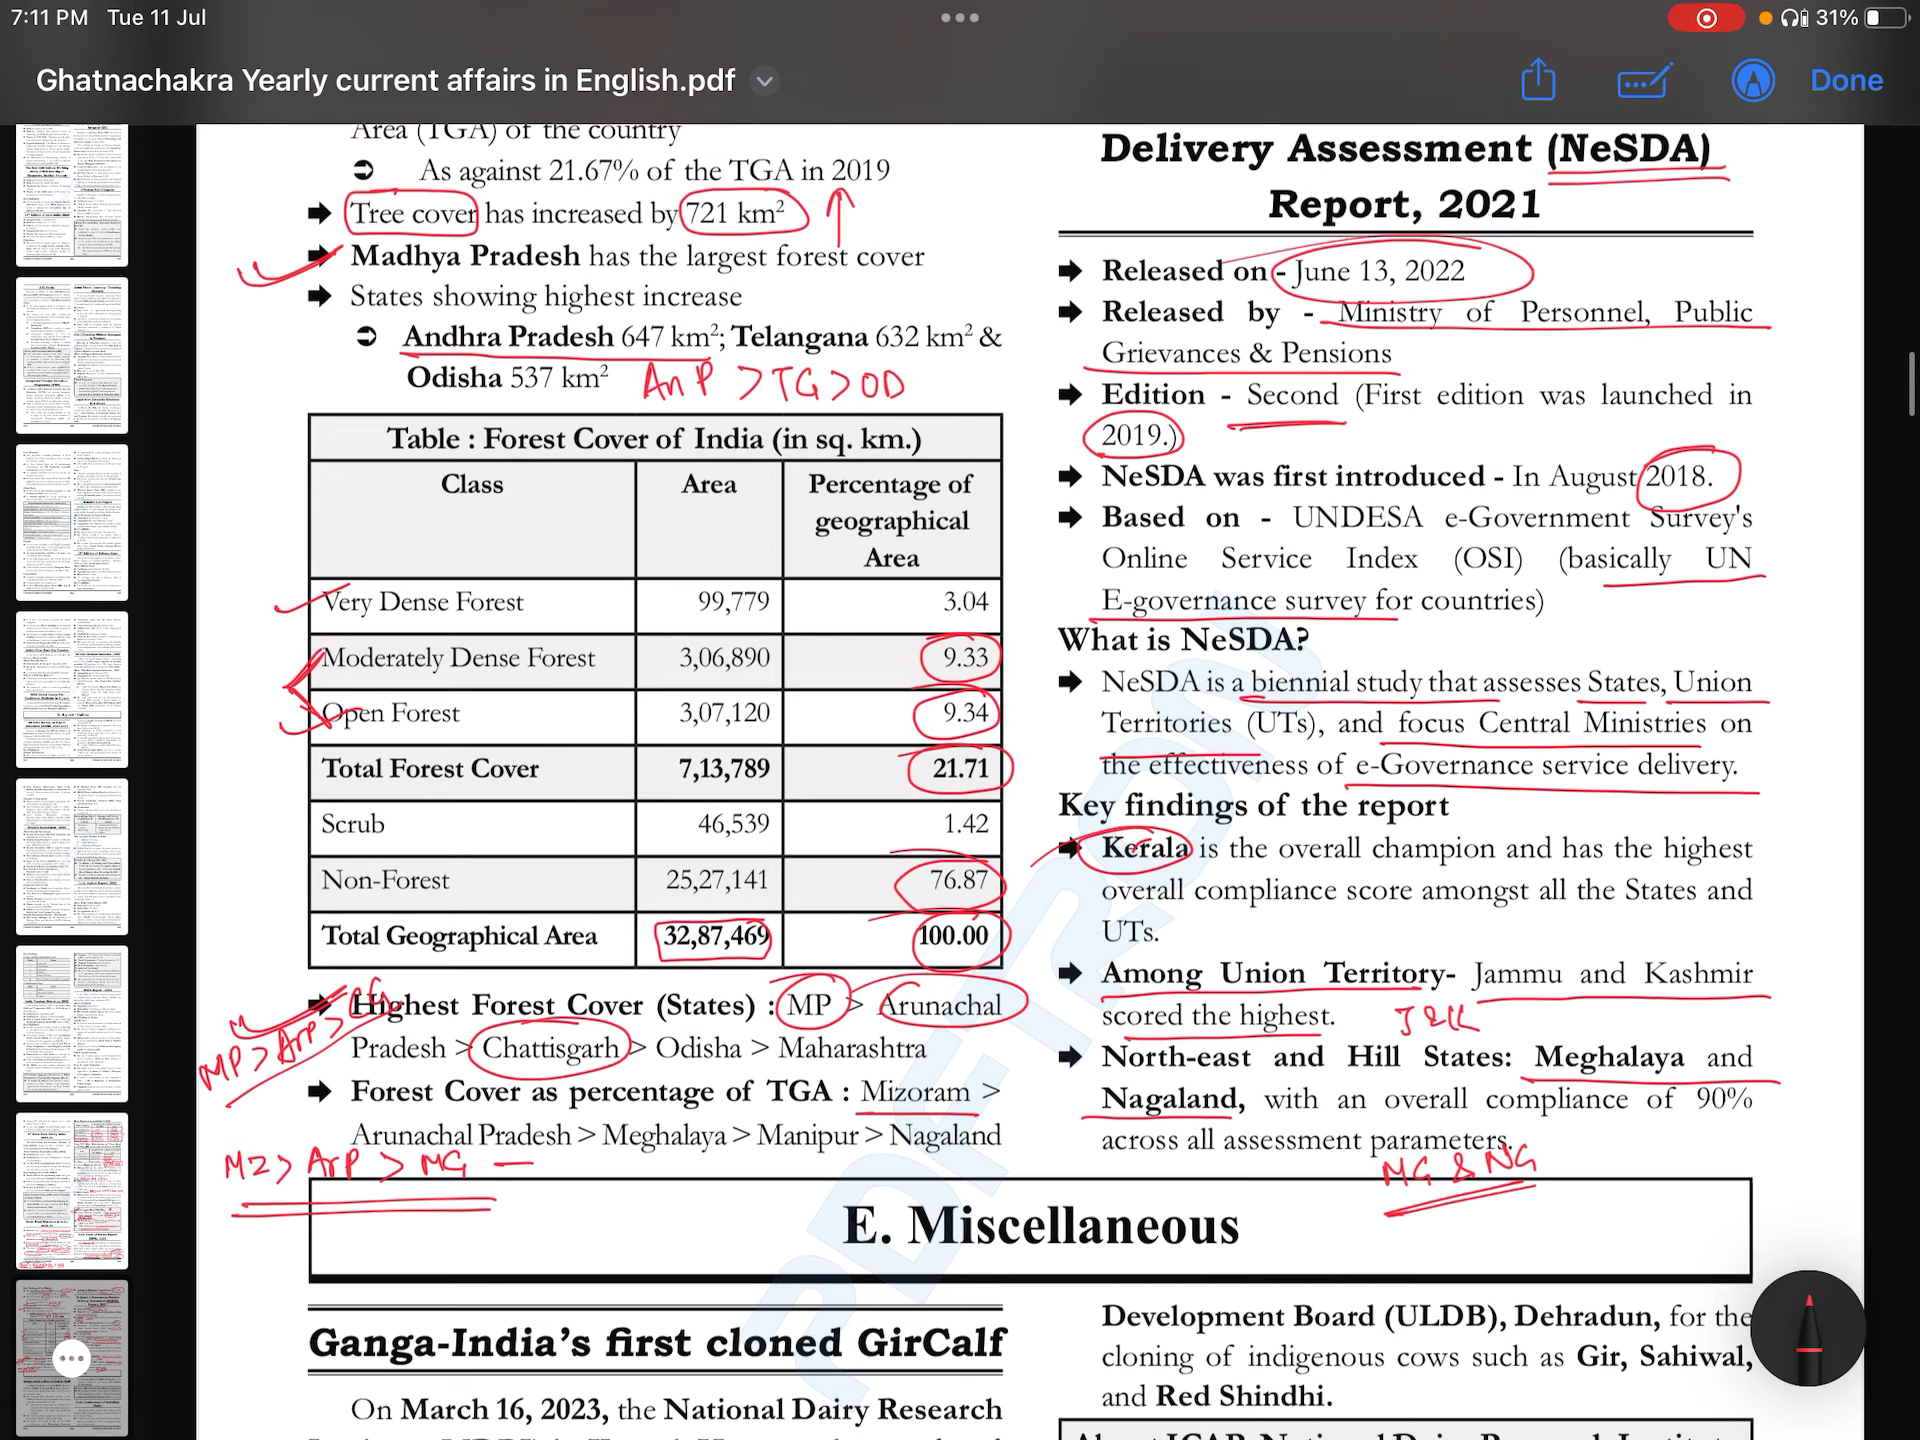 7:11 PM Tue 11 Jul
31%
Ghatnachakra Yearly current affairs in English.pdf
Done
Area (TGA) of the country
➲ As against 21.67% of the TGA in 2019
➡ Tree cover has increased by 721 km²
➡ Madhya Pradesh has the largest forest cover
➡ States showing highest increase
➲ Andhra Pradesh 647 km²; Telangana 632 km² &
Odisha 537 km²
AnP > TG > OD
Table : Forest Cover of India (in sq. km.)
Class Area Percentage of
geographical
Area
Very Dense Forest 99,779 3.04
Moderately Dense Forest 3,06,890 9.33
Open Forest 3,07,120 9.34
Total Forest Cover 7,13,789 21.71
Scrub 46,539 1.42
Non-Forest 25,27,141 76.87
Total Geographical Area 32,87,469 100.00
➡ Highest Forest Cover (States) : MP > Arunachal
Pradesh > Chattisgarh > Odisha > Maharashtra
MP > ArP > CG
➡ Forest Cover as percentage of TGA : Mizoram >
Arunachal Pradesh > Meghalaya > Manipur > Nagaland
MZ > ArP > MG —
Delivery Assessment (NeSDA)
Report, 2021
➡ Released on - June 13, 2022
➡ Released by - Ministry of Personnel, Public
Grievances & Pensions
➡ Edition - Second (First edition was launched in
2019.)
➡ NeSDA was first introduced - In August 2018.
➡ Based on - UNDESA e-Government Survey's
Online Service Index (OSI) (basically UN
E-governance survey for countries)
What is NeSDA?
➡ NeSDA is a biennial study that assesses States, Union
Territories (UTs), and focus Central Ministries on
the effectiveness of e-Governance service delivery.
Key findings of the report
➡ Kerala is the overall champion and has the highest
overall compliance score amongst all the States and
UTs.
➡ Among Union Territory- Jammu and Kashmir
scored the highest.
J&K
➡ North-east and Hill States: Meghalaya and
Nagaland, with an overall compliance of 90%
across all assessment parameters.
MG & NG
E. Miscellaneous
Ganga-India's first cloned GirCalf
On March 16, 2023, the National Dairy Research
Development Board (ULDB), Dehradun, for the
cloning of indigenous cows such as Gir, Sahiwal,
and Red Shindhi.